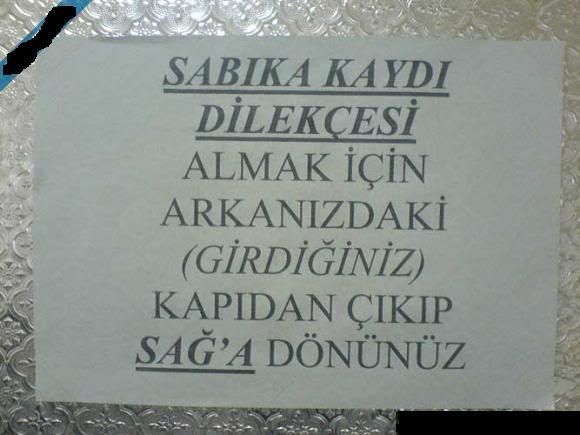 SABIKA KAYDI
DİLEKÇESİ
ALMAK İÇİN
ARKANIZDAKİ
(GİRDİĞİNİZ)
KAPIDAN ÇIKIP
SAĞ'A DÖNÜNÜZ